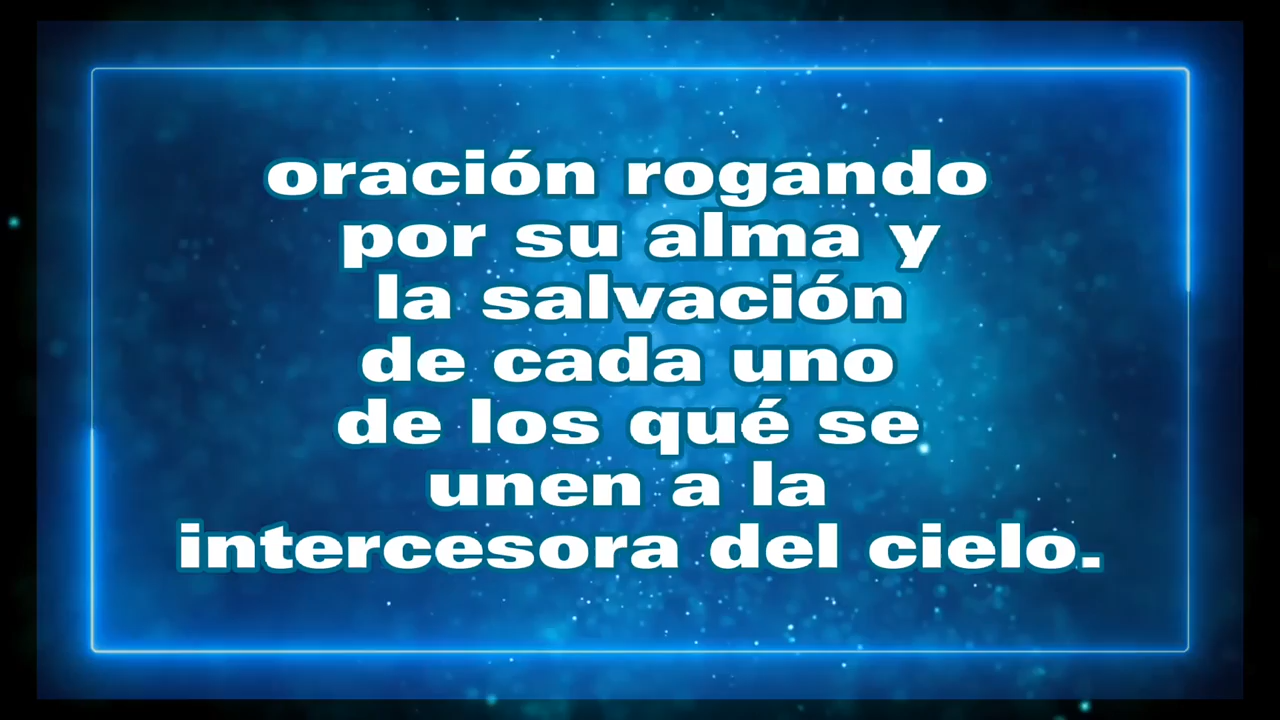 oración rogando
por su alma y
la salvación
de cada uno
de los qué se
unen a la
intercesora del cielo.